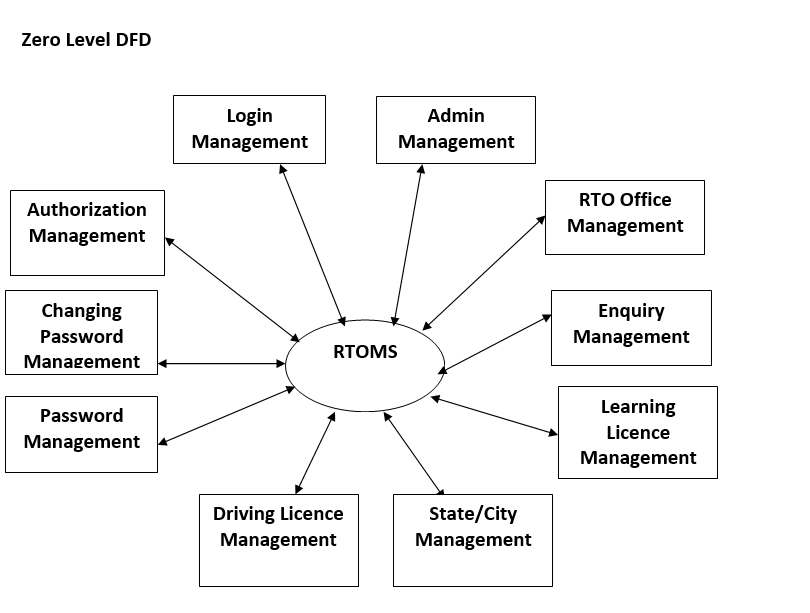 Zero Level DFD
Login
Management
Admin
Management
Authorization
Management
RTO Office
Management
Changing
Password
Management
Enquiry
Management
RTOMS
Password
Management
Learning
Licence
Management
Driving Licence
Management
State/City
Management